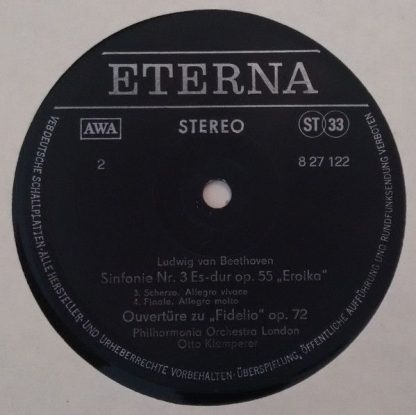 ETERNA
AWA
STEREO
ST 33
2
8 27 122
Ludwig van Beethoven
Sinfonie Nr. 3 Es-dur op. 55 „Eroika"
3. Scherzo. Allegro vivace
4. Finale. Allegro molto
Ouvertüre zu „Fidelio" op. 72
Philharmonia Orchestra London
Otto Klemperer
VEB DEUTSCHE SCHALLPLATTEN·ALLE HERSTELLER- UND URHEBERRECHTE VORBEHALTEN·ÜBERSPIELUNG, ÖFFENTLICHE AUFFÜHRUNG UND RUNDFUNKSENDUNG VERBOTEN